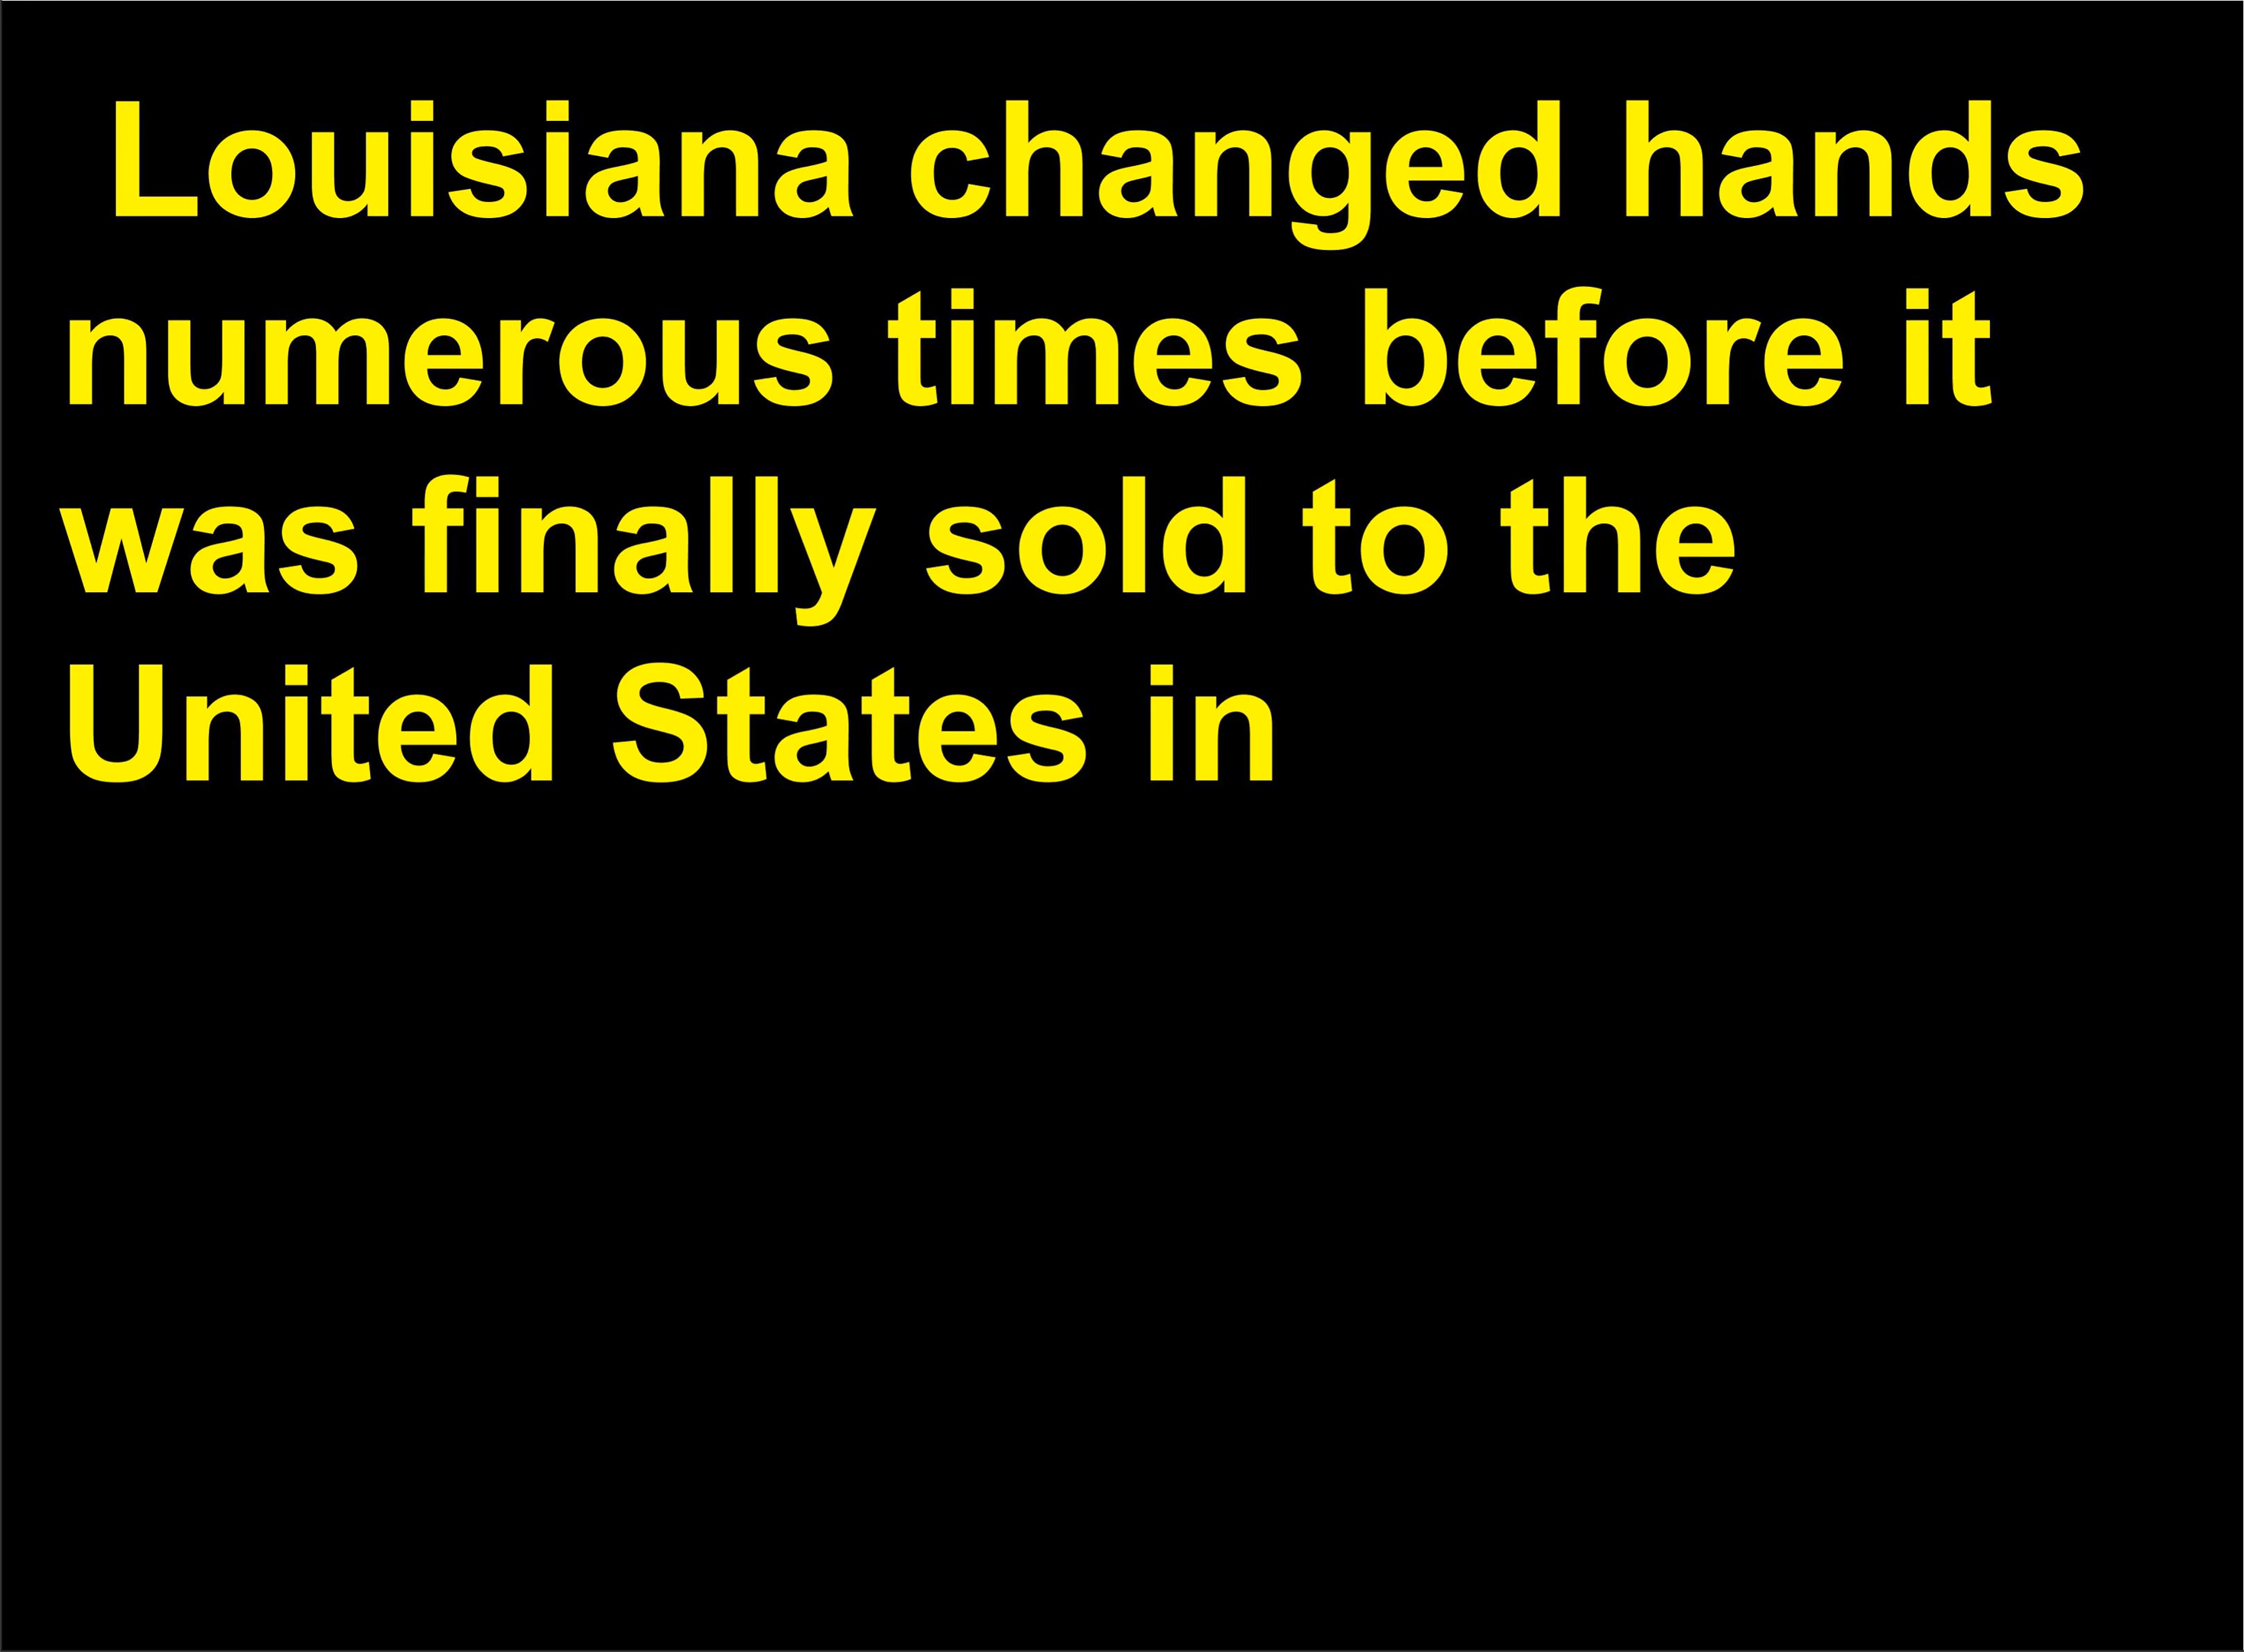 Louisiana changed hands
numerous times before it
was finally sold to the
United States in